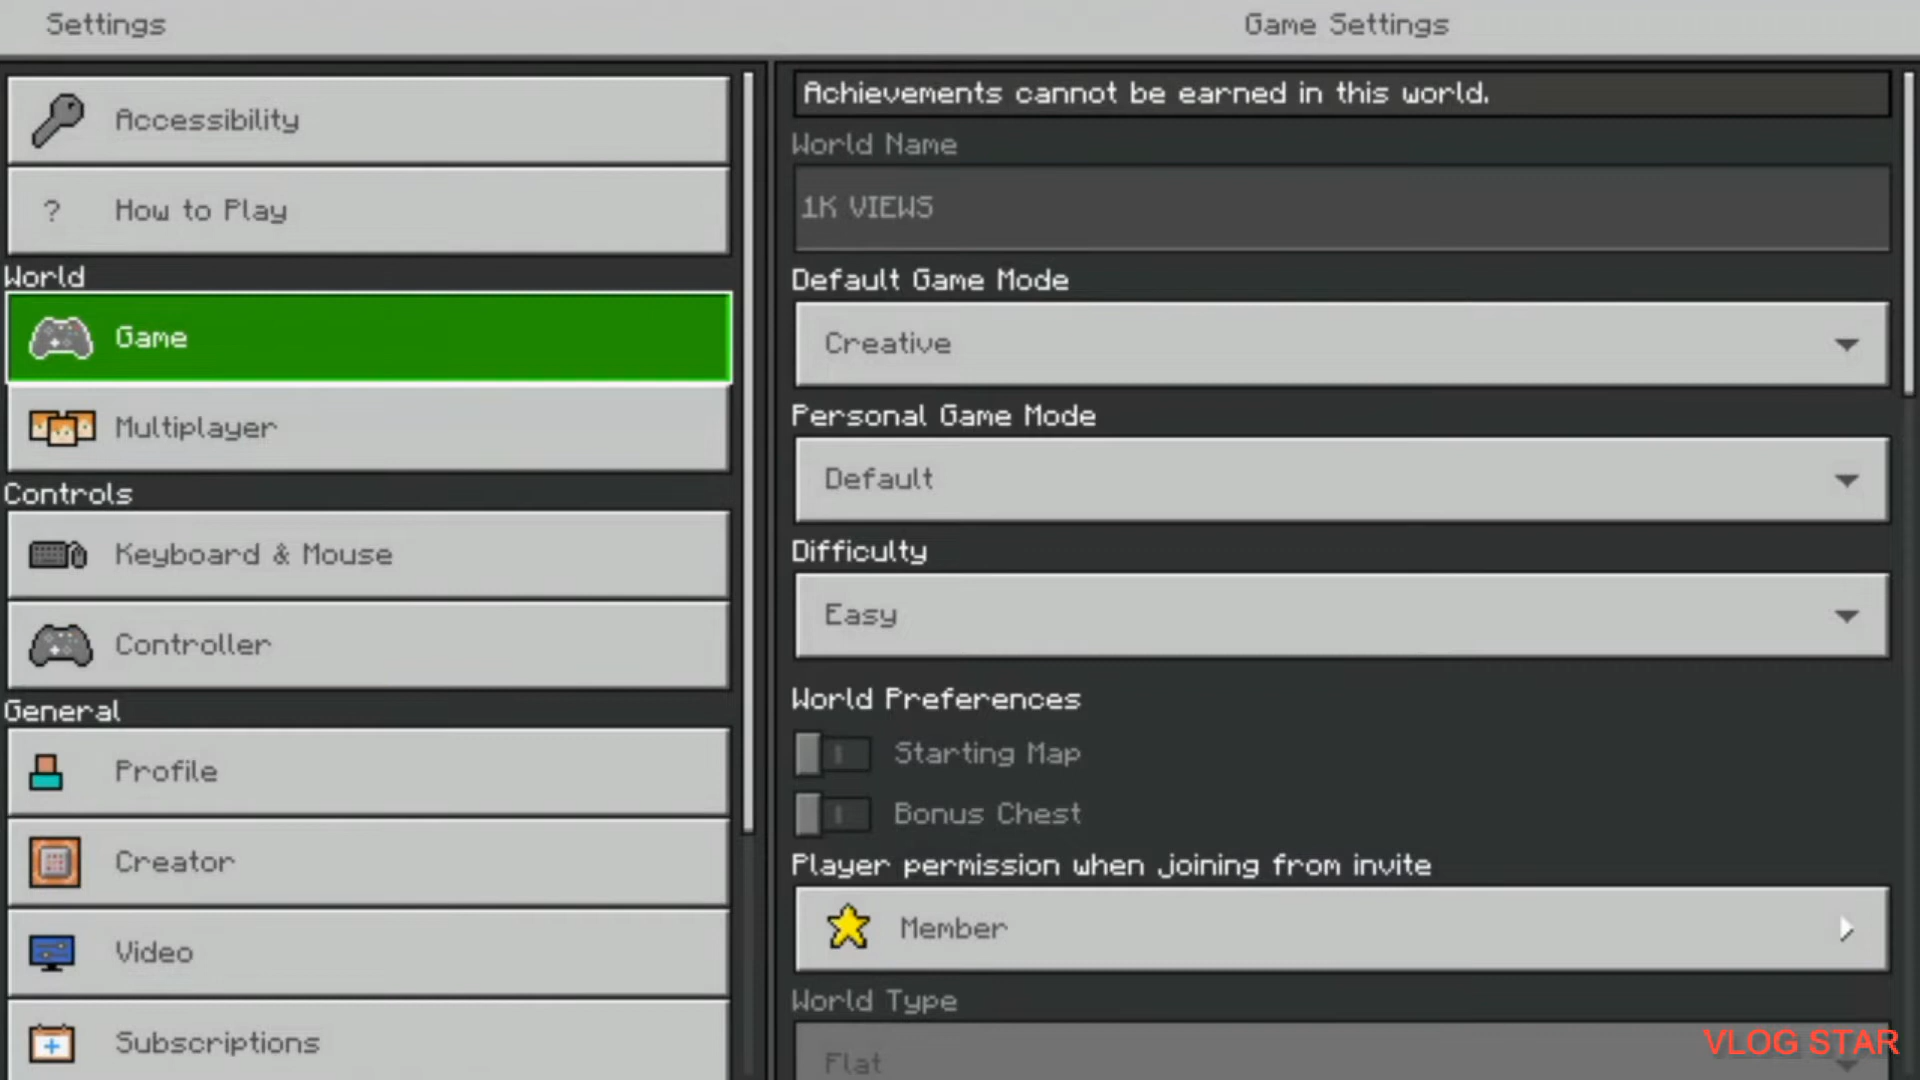 Settings
Game Settings
Accessibility
? How to Play
World
Game
Multiplayer
Controls
Keyboard & Mouse
Controller
General
Profile
Creator
Video
Subscriptions
Achievements cannot be earned in this world.
World Name
1K VIEWS
Default Game Mode
Creative
Personal Game Mode
Default
Difficulty
Easy
World Preferences
Starting Map
Bonus Chest
Player permission when joining from invite
Member
World Type
Flat
VLOG STAR